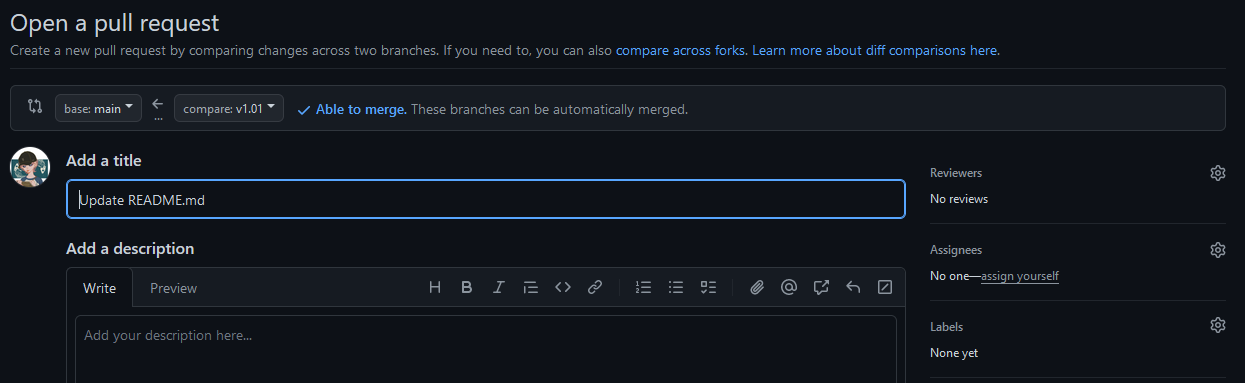 Open a pull request
Create a new pull request by comparing changes across two branches. If you need to, you can also compare across forks. Learn more about diff comparisons here.
base: main
compare: v1.01
...
Able to merge. These branches can be automatically merged.
Add a title
Update README.md
Add a description
Write
Preview
Add your description here...
Reviewers
No reviews
Assignees
No one—assign yourself
Labels
None yet